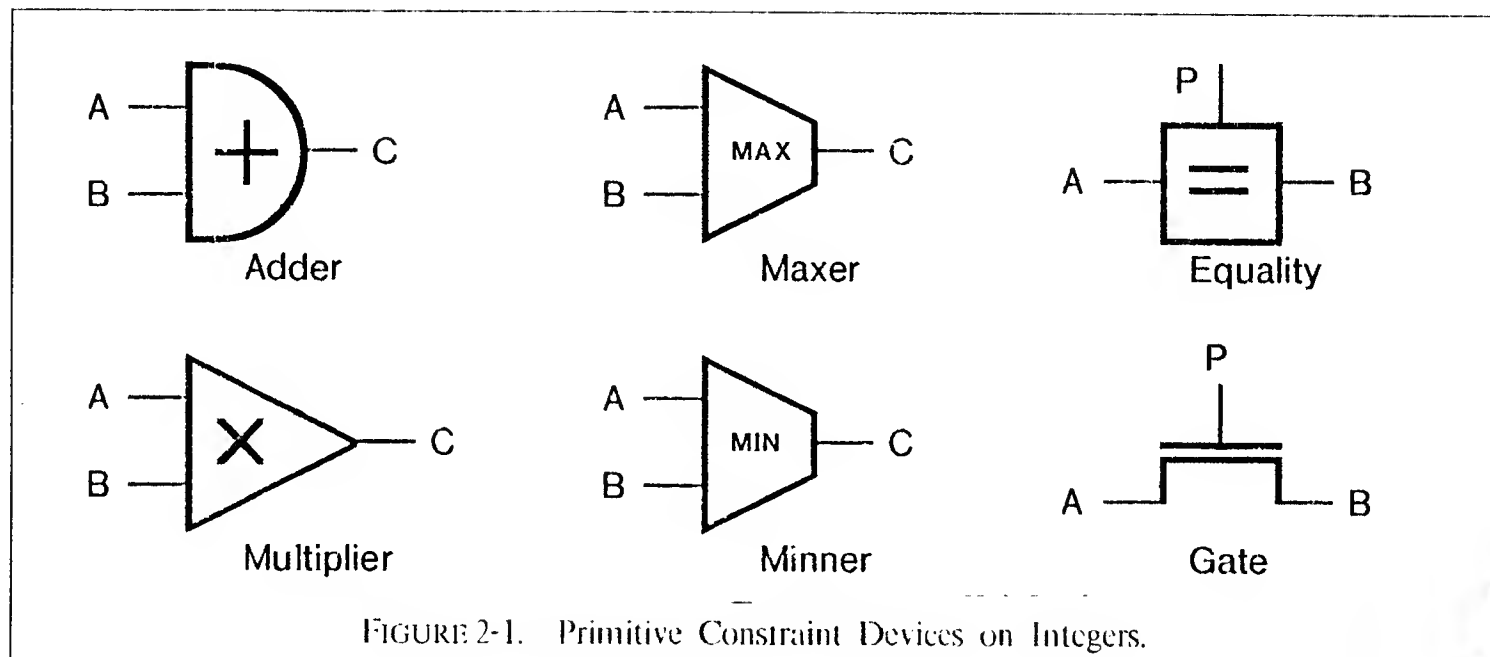 A
B
+
C
Adder
A
B
MAX
C
Maxer
P
A
=
B
Equality
A
B
×
C
Multiplier
A
B
MIN
C
Minner
P
A
B
Gate
FIGURE 2-1. Primitive Constraint Devices on Integers.